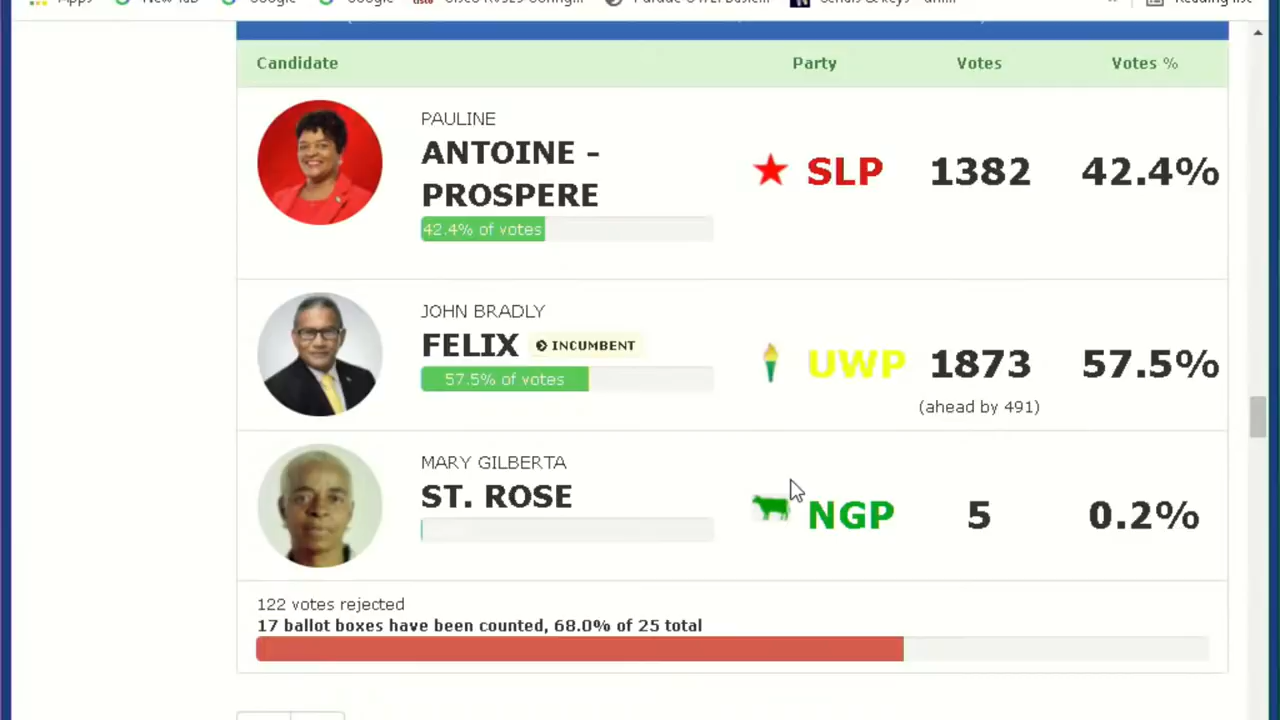 Apps
New Tab
Google
Google
Reading list
Candidate Party Votes Votes %
PAULINE
ANTOINE -
PROSPERE
42.4% of votes
SLP 1382 42.4%
JOHN BRADLY
FELIX INCUMBENT
57.5% of votes
UWP 1873 57.5%
(ahead by 491)
MARY GILBERTA
ST. ROSE
NGP 5 0.2%
122 votes rejected
17 ballot boxes have been counted, 68.0% of 25 total